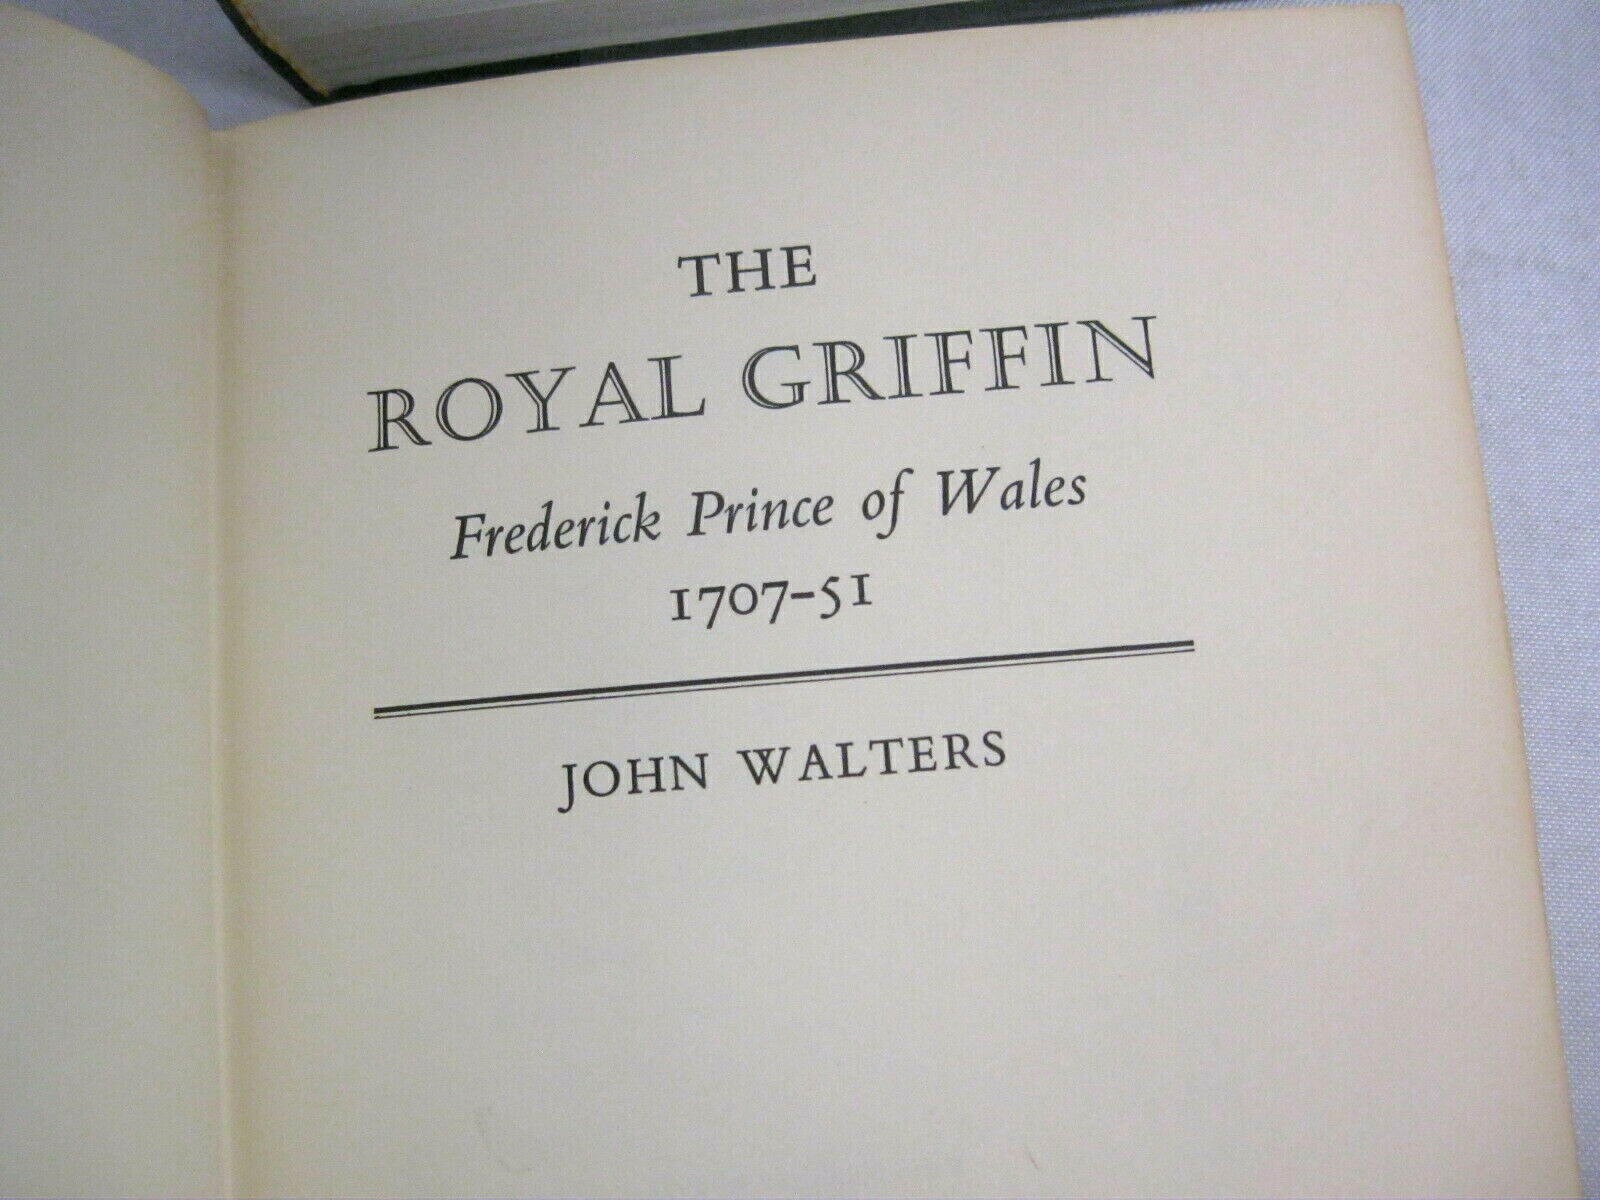 THE
ROYAL GRIFFIN
Frederick Prince of Wales
1707-51
JOHN WALTERS